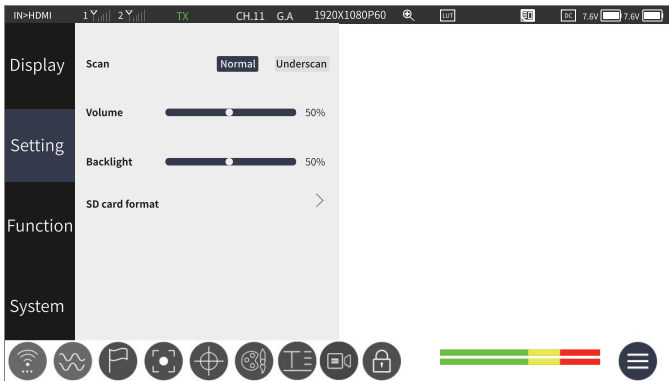 IN>HDMI 1 2 TX CH.11 G.A 1920X1080P60 LUT DC 7.6V 7.6V
Display
Scan Normal Underscan
Volume 50%
Setting
Backlight 50%
SD card format
Function
System